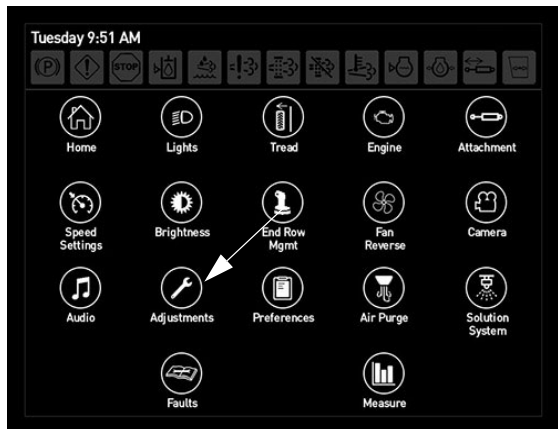 Tuesday 9:51 AM
(P) STOP
Home Lights Tread Engine Attachment
Speed Brightness End Row Fan Camera
Settings Mgmt Reverse
Audio Adjustments Preferences Air Purge Solution
System
Faults Measure